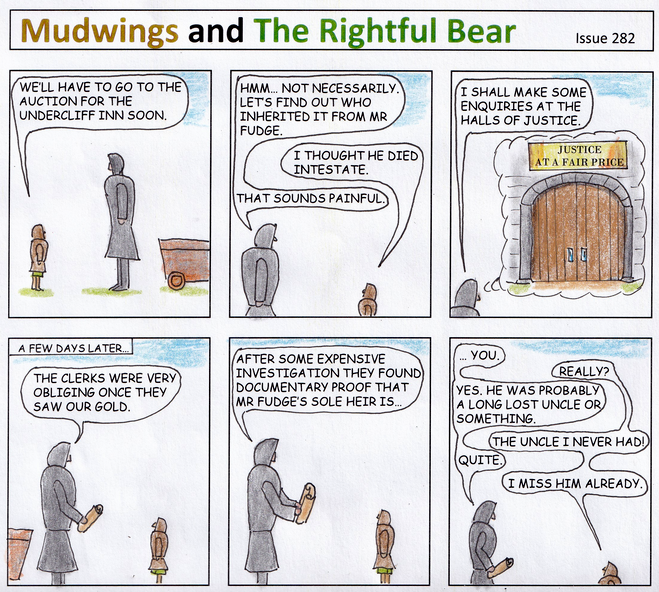 Mudwings and The Rightful Bear
Issue 282
WE'LL HAVE TO GO TO THE
AUCTION FOR THE
UNDERCLIFF INN SOON.
HMM... NOT NECESSARILY.
LET'S FIND OUT WHO
INHERITED IT FROM MR
FUDGE.
I THOUGHT HE DIED
INTESTATE.
THAT SOUNDS PAINFUL.
I SHALL MAKE SOME
ENQUIRIES AT THE
HALLS OF JUSTICE.
JUSTICE
AT A FAIR PRICE
A FEW DAYS LATER...
THE CLERKS WERE VERY
OBLIGING ONCE THEY
SAW OUR GOLD.
AFTER SOME EXPENSIVE
INVESTIGATION THEY FOUND
DOCUMENTARY PROOF THAT
MR FUDGE'S SOLE HEIR IS...
... YOU.
REALLY?
YES. HE WAS PROBABLY
A LONG LOST UNCLE OR
SOMETHING.
THE UNCLE I NEVER HAD!
QUITE.
I MISS HIM ALREADY.